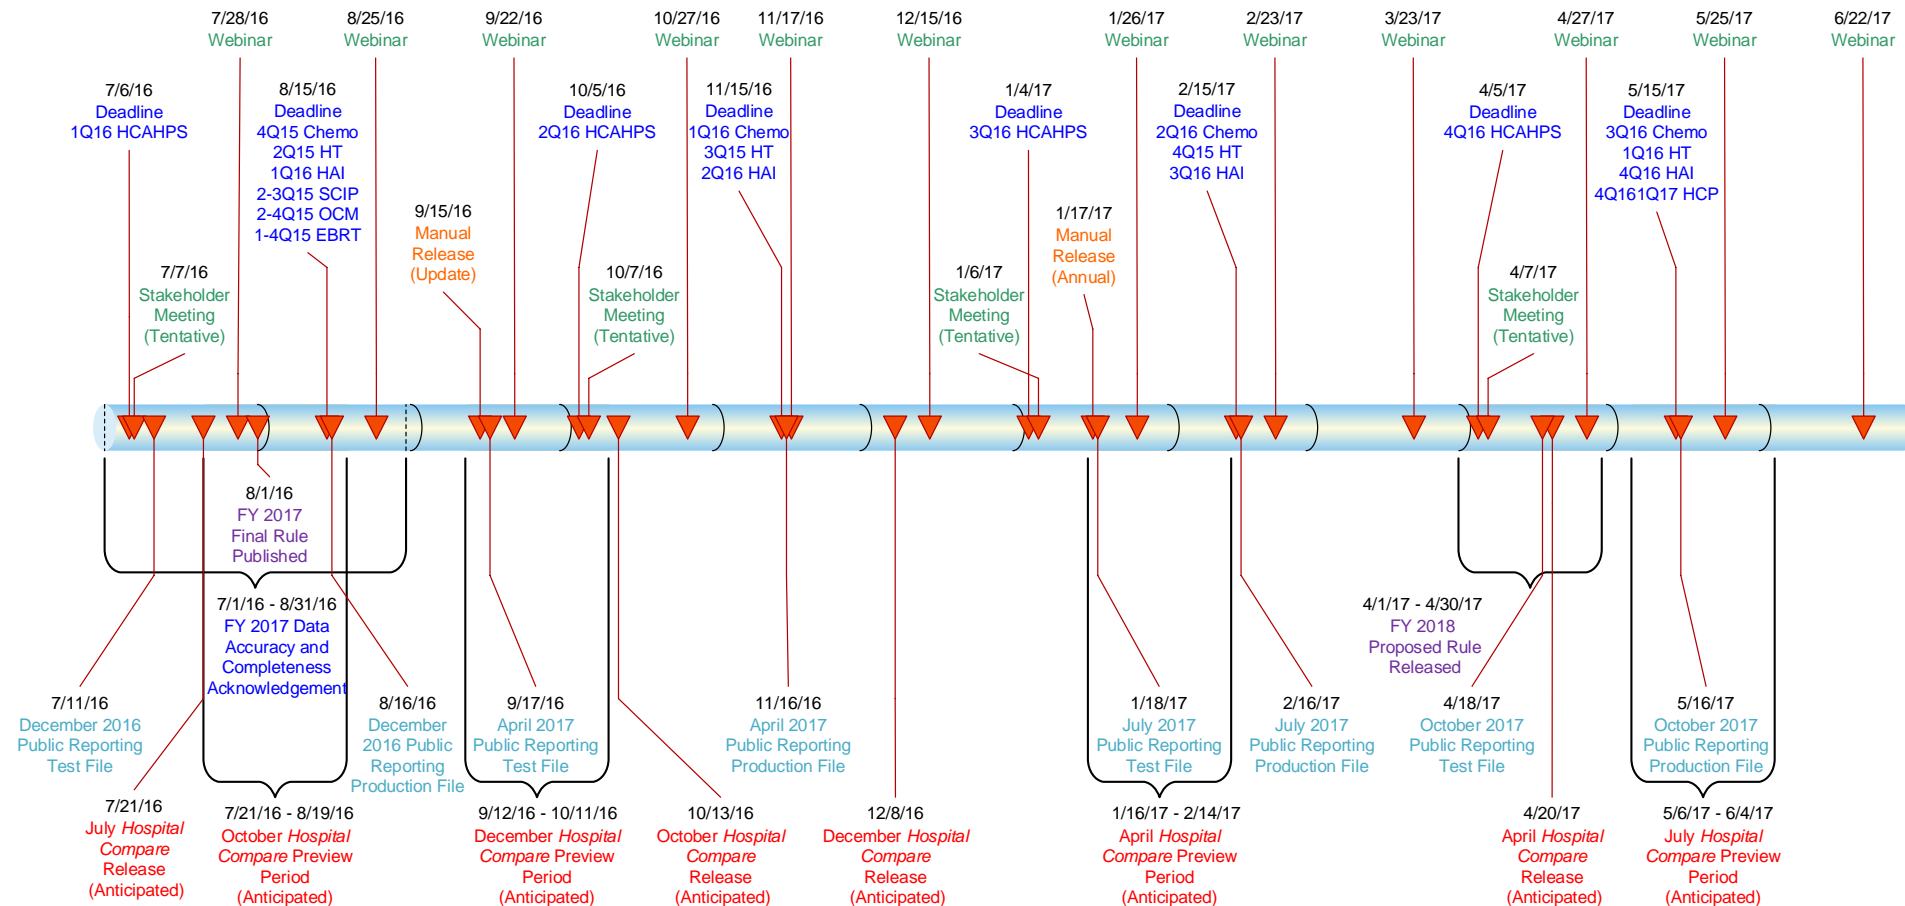 7/28/16
Webinar
8/25/16
Webinar
9/22/16
Webinar
10/27/16
Webinar
11/17/16
Webinar
12/15/16
Webinar
1/26/17
Webinar
2/23/17
Webinar
3/23/17
Webinar
4/27/17
Webinar
5/25/17
Webinar
6/22/17
Webinar
7/6/16
Deadline
1Q16 HCAHPS
8/15/16
Deadline
4Q15 Chemo
2Q15 HT
1Q16 HAI
2-3Q15 SCIP
2-4Q15 OCM
1-4Q15 EBRT
10/5/16
Deadline
2Q16 HCAHPS
11/15/16
Deadline
1Q16 Chemo
3Q15 HT
2Q16 HAI
1/4/17
Deadline
3Q16 HCAHPS
2/15/17
Deadline
2Q16 Chemo
4Q15 HT
3Q16 HAI
4/5/17
Deadline
4Q16 HCAHPS
5/15/17
Deadline
3Q16 Chemo
1Q16 HT
4Q16 HAI
4Q161Q17 HCP
9/15/16
Manual
Release
(Update)
1/17/17
Manual
Release
(Annual)
7/7/16
Stakeholder
Meeting
(Tentative)
10/7/16
Stakeholder
Meeting
(Tentative)
1/6/17
Stakeholder
Meeting
(Tentative)
4/7/17
Stakeholder
Meeting
(Tentative)
8/1/16
FY 2017
Final Rule
Published
7/1/16 - 8/31/16
FY 2017 Data
Accuracy and
Completeness
Acknowledgement
4/1/17 - 4/30/17
FY 2018
Proposed Rule
Released
7/11/16
December 2016
Public Reporting
Test File
8/16/16
December
2016 Public
Reporting
Production File
9/17/16
April 2017
Public Reporting
Test File
11/16/16
April 2017
Public Reporting
Production File
1/18/17
July 2017
Public Reporting
Test File
2/16/17
July 2017
Public Reporting
Production File
4/18/17
October 2017
Public Reporting
Test File
5/16/17
October 2017
Public Reporting
Production File
7/21/16
July Hospital
Compare
Release
(Anticipated)
7/21/16 - 8/19/16
October Hospital
Compare Preview
Period
(Anticipated)
9/12/16 - 10/11/16
December Hospital
Compare Preview
Period
(Anticipated)
10/13/16
October Hospital
Compare
Release
(Anticipated)
12/8/16
December Hospital
Compare
Release
(Anticipated)
1/16/17 - 2/14/17
April Hospital
Compare Preview
Period
(Anticipated)
4/20/17
April Hospital
Compare
Release
(Anticipated)
5/6/17 - 6/4/17
July Hospital
Compare Preview
Period
(Anticipated)